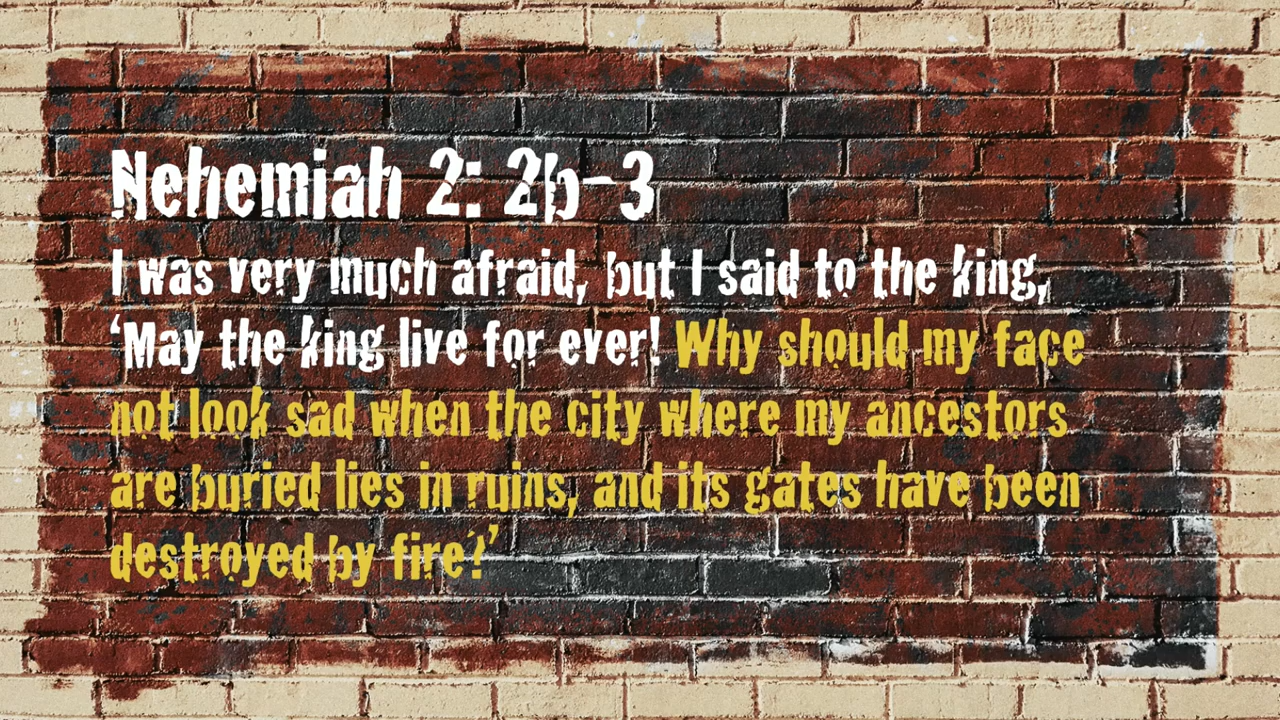 Nehemiah 2: 2b-3
I was very much afraid, but I said to the king,
‘May the king live for ever! Why should my face
not look sad when the city where my ancestors
are buried lies in ruins, and its gates have been
destroyed by fire?’